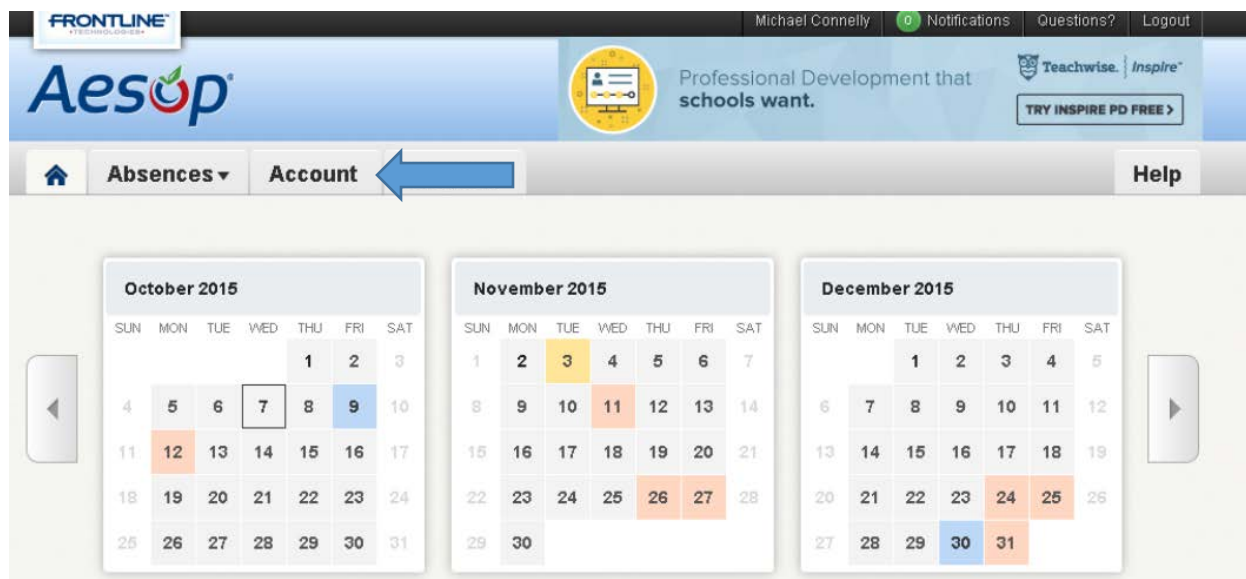 FRONTLINE
TECHNOLOGIES
Michael Connelly 0 Notifications Questions? Logout
Aesop
Professional Development that
schools want.
Teachwise. Inspire
TRY INSPIRE PD FREE >
Absences Account Help
October 2015
SUN MON TUE WED THU FRI SAT
1 2 3
4 5 6 7 8 9 10
11 12 13 14 15 16 17
18 19 20 21 22 23 24
25 26 27 28 29 30 31
November 2015
SUN MON TUE WED THU FRI SAT
1 2 3 4 5 6 7
8 9 10 11 12 13 14
15 16 17 18 19 20 21
22 23 24 25 26 27 28
29 30
December 2015
SUN MON TUE WED THU FRI SAT
1 2 3 4 5
6 7 8 9 10 11 12
13 14 15 16 17 18 19
20 21 22 23 24 25 26
27 28 29 30 31